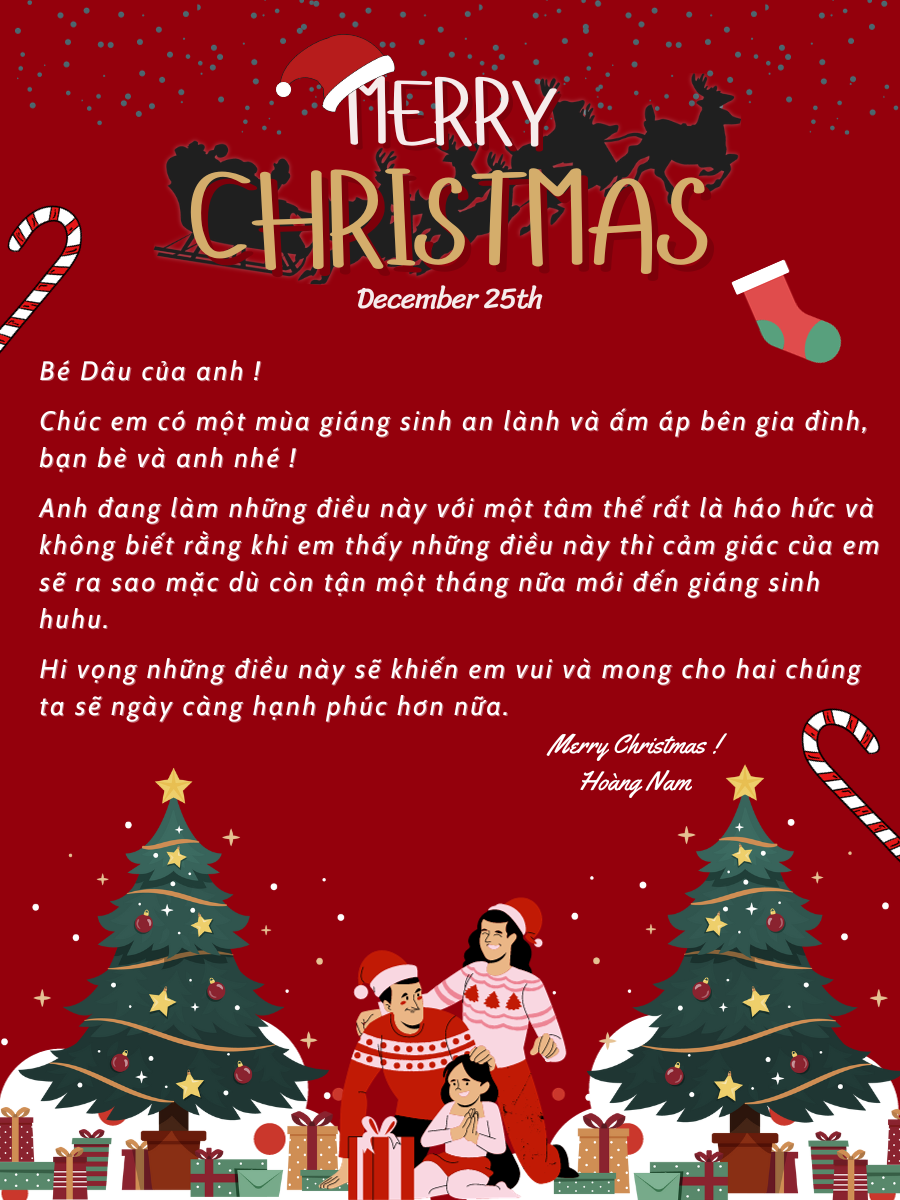 MERRY
CHRISTMAS
December 25th
Bé Dâu của anh !
Chúc em có một mùa giáng sinh an lành và ấm áp bên gia đình,
bạn bè và anh nhé !
Anh đang làm những điều này với một tâm thế rất là háo hức và
không biết rằng khi em thấy những điều này thì cảm giác của em
sẽ ra sao mặc dù còn tận một tháng nữa mới đến giáng sinh
huhu.
Hi vọng những điều này sẽ khiến em vui và mong cho hai chúng
ta sẽ ngày càng hạnh phúc hơn nữa.
Merry Christmas !
Hoàng Nam